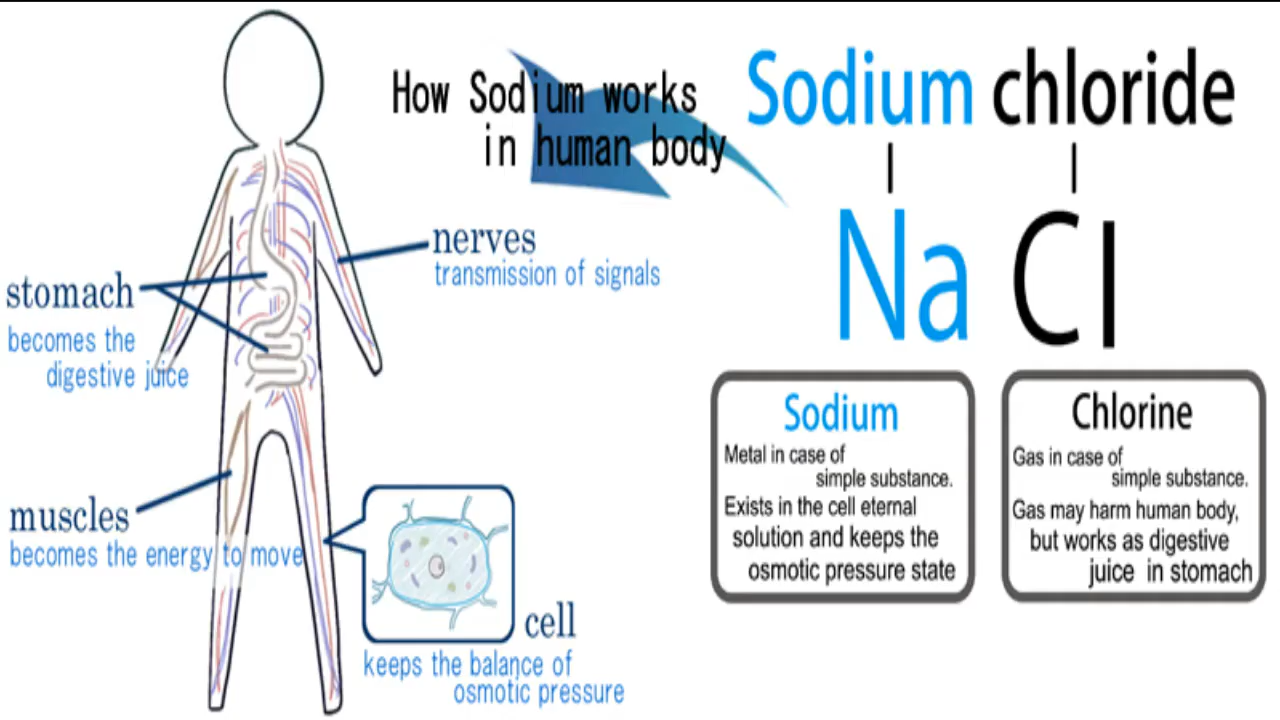 How Sodium works
in human body
Sodium chloride
Na Cl
nerves
transmission of signals
stomach
becomes the
digestive juice
muscles
becomes the energy to move
cell
keeps the balance of
osmotic pressure
Sodium
Metal in case of
simple substance.
Exists in the cell eternal
solution and keeps the
osmotic pressure state
Chlorine
Gas in case of
simple substance.
Gas may harm human body,
but works as digestive
juice in stomach